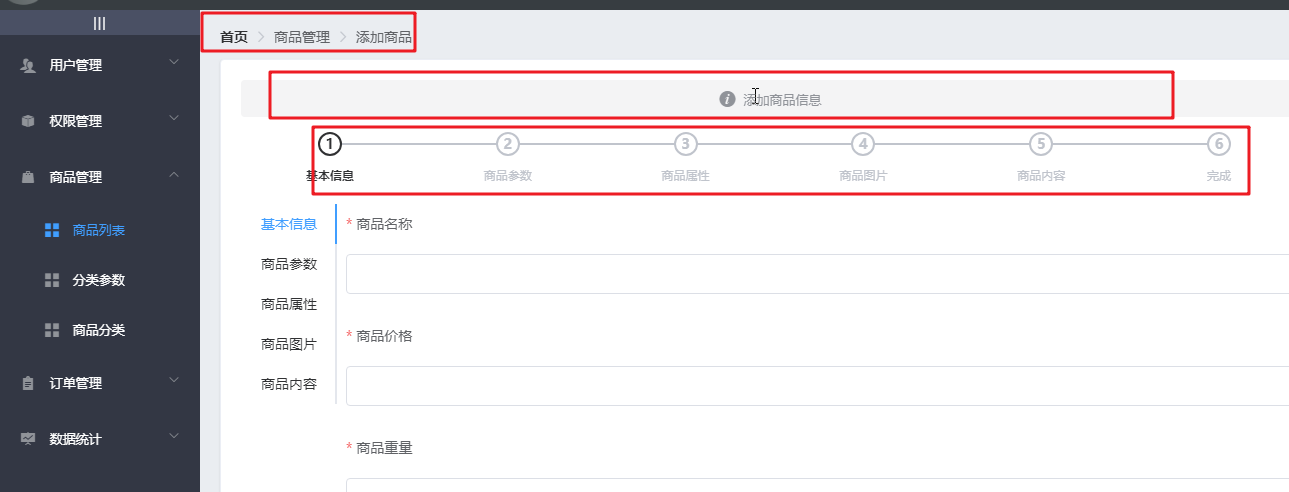 首页 商品管理 添加商品
用户管理
权限管理
商品管理
商品列表
分类参数
商品分类
订单管理
数据统计
添加商品信息
1 2 3 4 5 6
基本信息 商品参数 商品属性 商品图片 商品内容 完成
基本信息
商品参数
商品属性
商品图片
商品内容
* 商品名称
* 商品价格
* 商品重量